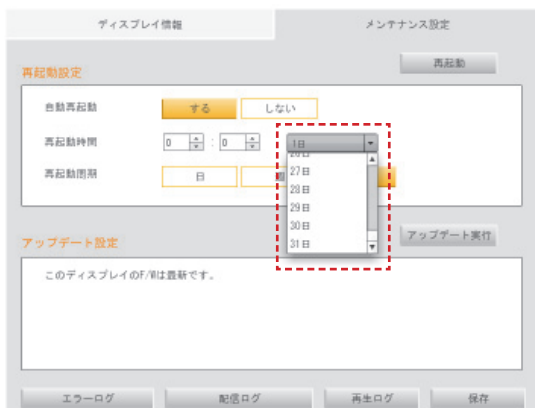 ディスプレイ情報
メンテナンス設定
再起動設定
再起動
自動再起動
する
しない
再起動時間
0 : 0
1日
再起動周期
日
27日
28日
29日
30日
31日
アップデート設定
アップデート実行
このディスプレイのF/Wは最新です。
エラーログ
配信ログ
再生ログ
保存